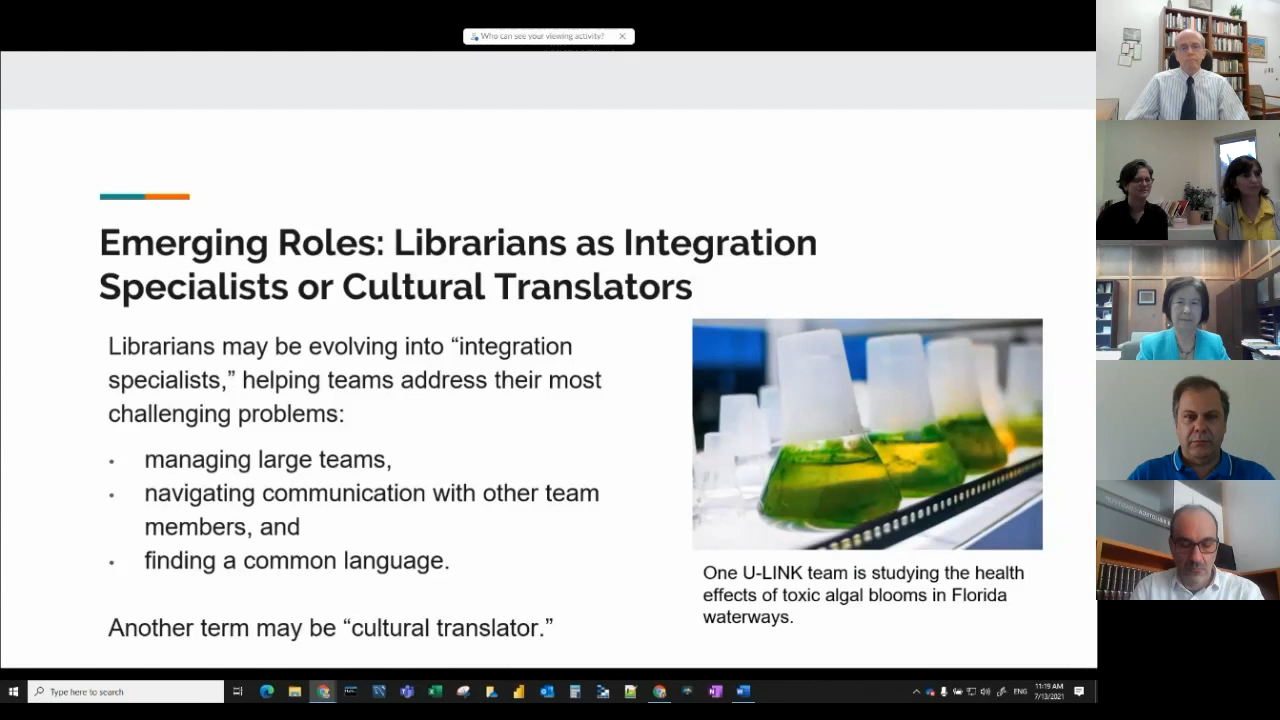 Who can see your viewing activity?
Emerging Roles: Librarians as Integration
Specialists or Cultural Translators
Librarians may be evolving into “integration
specialists,” helping teams address their most
challenging problems:
• managing large teams,
• navigating communication with other team
members, and
• finding a common language.
Another term may be “cultural translator.”
One U-LINK team is studying the health
effects of toxic algal blooms in Florida
waterways.
Type here to search
ENG
11:19 AM
7/13/2021